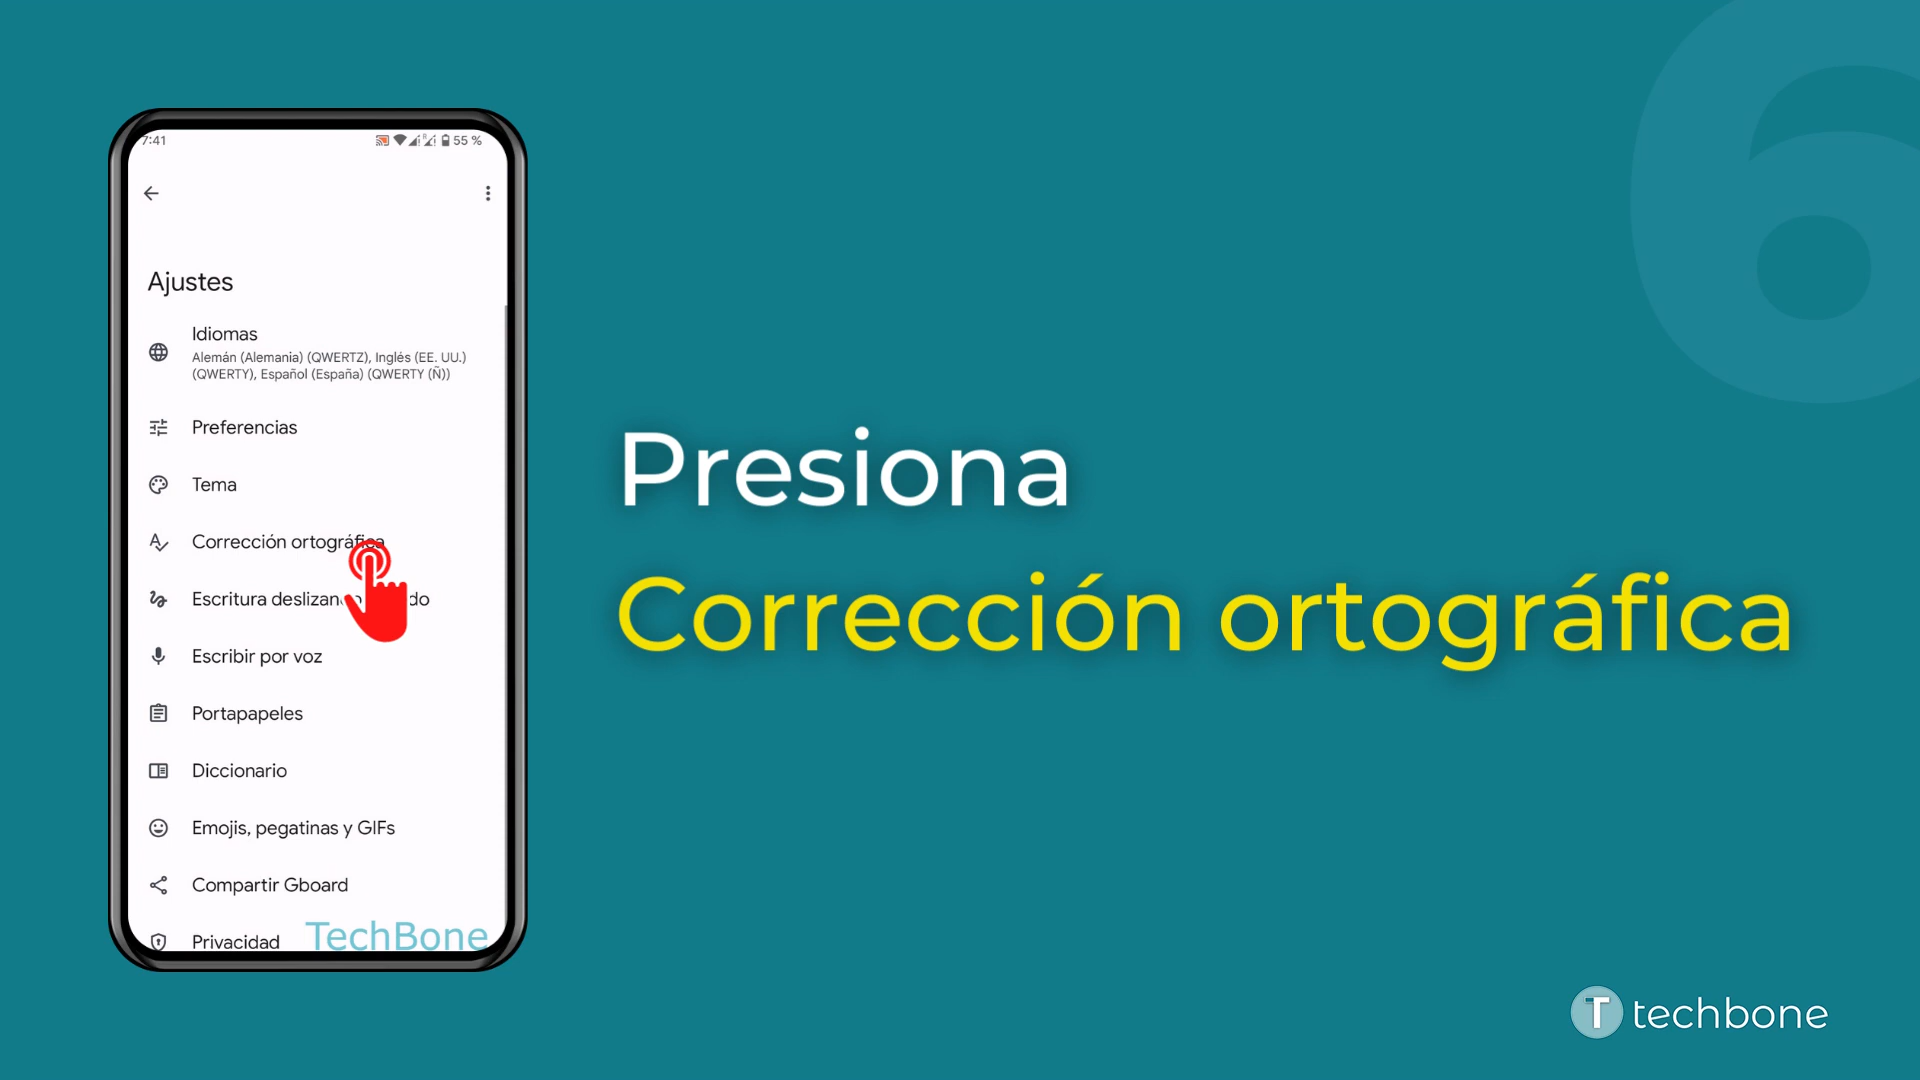 6
7:41
55 %
Ajustes
Idiomas
Alemán (Alemania) (QWERTZ), Inglés (EE. UU.)
(QWERTY), Español (España) (QWERTY (Ñ))
Preferencias
Tema
Corrección ortográfica
Escritura deslizan do
Escribir por voz
Portapapeles
Diccionario
Emojis, pegatinas y GIFs
Compartir Gboard
Privacidad
TechBone
Presiona
Corrección ortográfica
T techbone